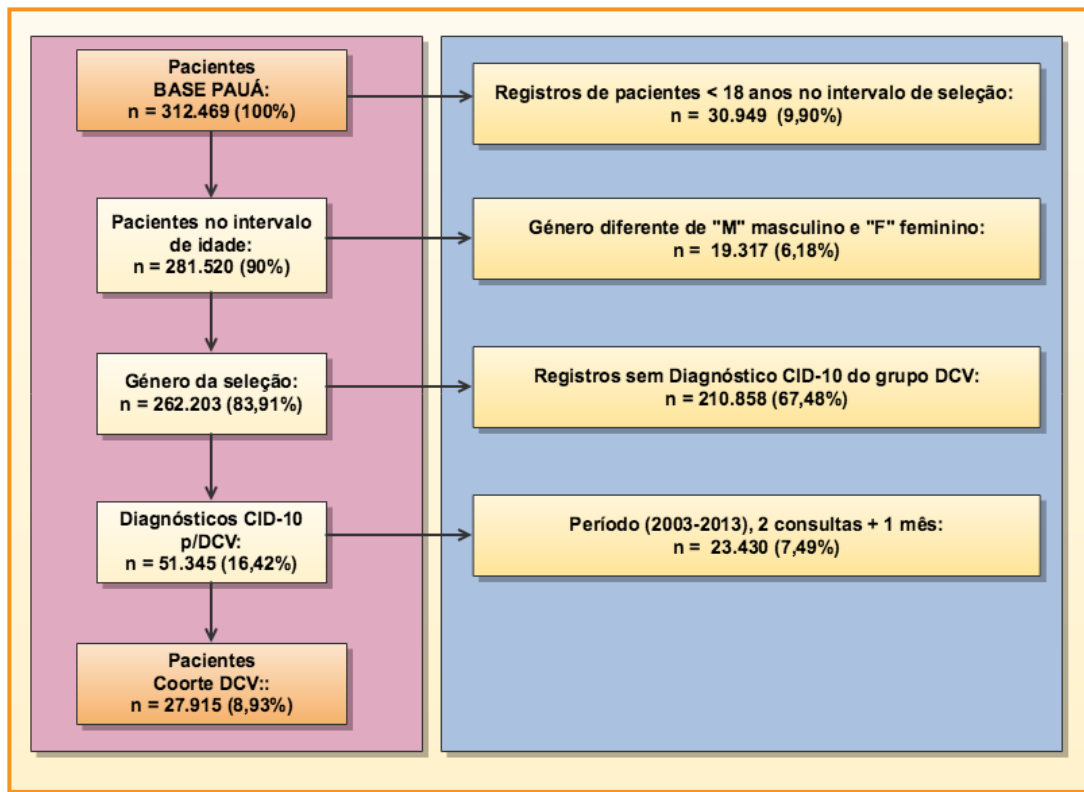 Pacientes
BASE PAUÁ:
n = 312.469 (100%)
Registros de pacientes < 18 anos no intervalo de seleção:
n = 30.949 (9,90%)
Pacientes no intervalo
de idade:
n = 281.520 (90%)
Género diferente de "M" masculino e "F" feminino:
n = 19.317 (6,18%)
Género da seleção:
n = 262.203 (83,91%)
Registros sem Diagnóstico CID-10 do grupo DCV:
n = 210.858 (67,48%)
Diagnósticos CID-10
p/DCV:
n = 51.345 (16,42%)
Período (2003-2013), 2 consultas + 1 mês:
n = 23.430 (7,49%)
Pacientes
Coorte DCV::
n = 27.915 (8,93%)